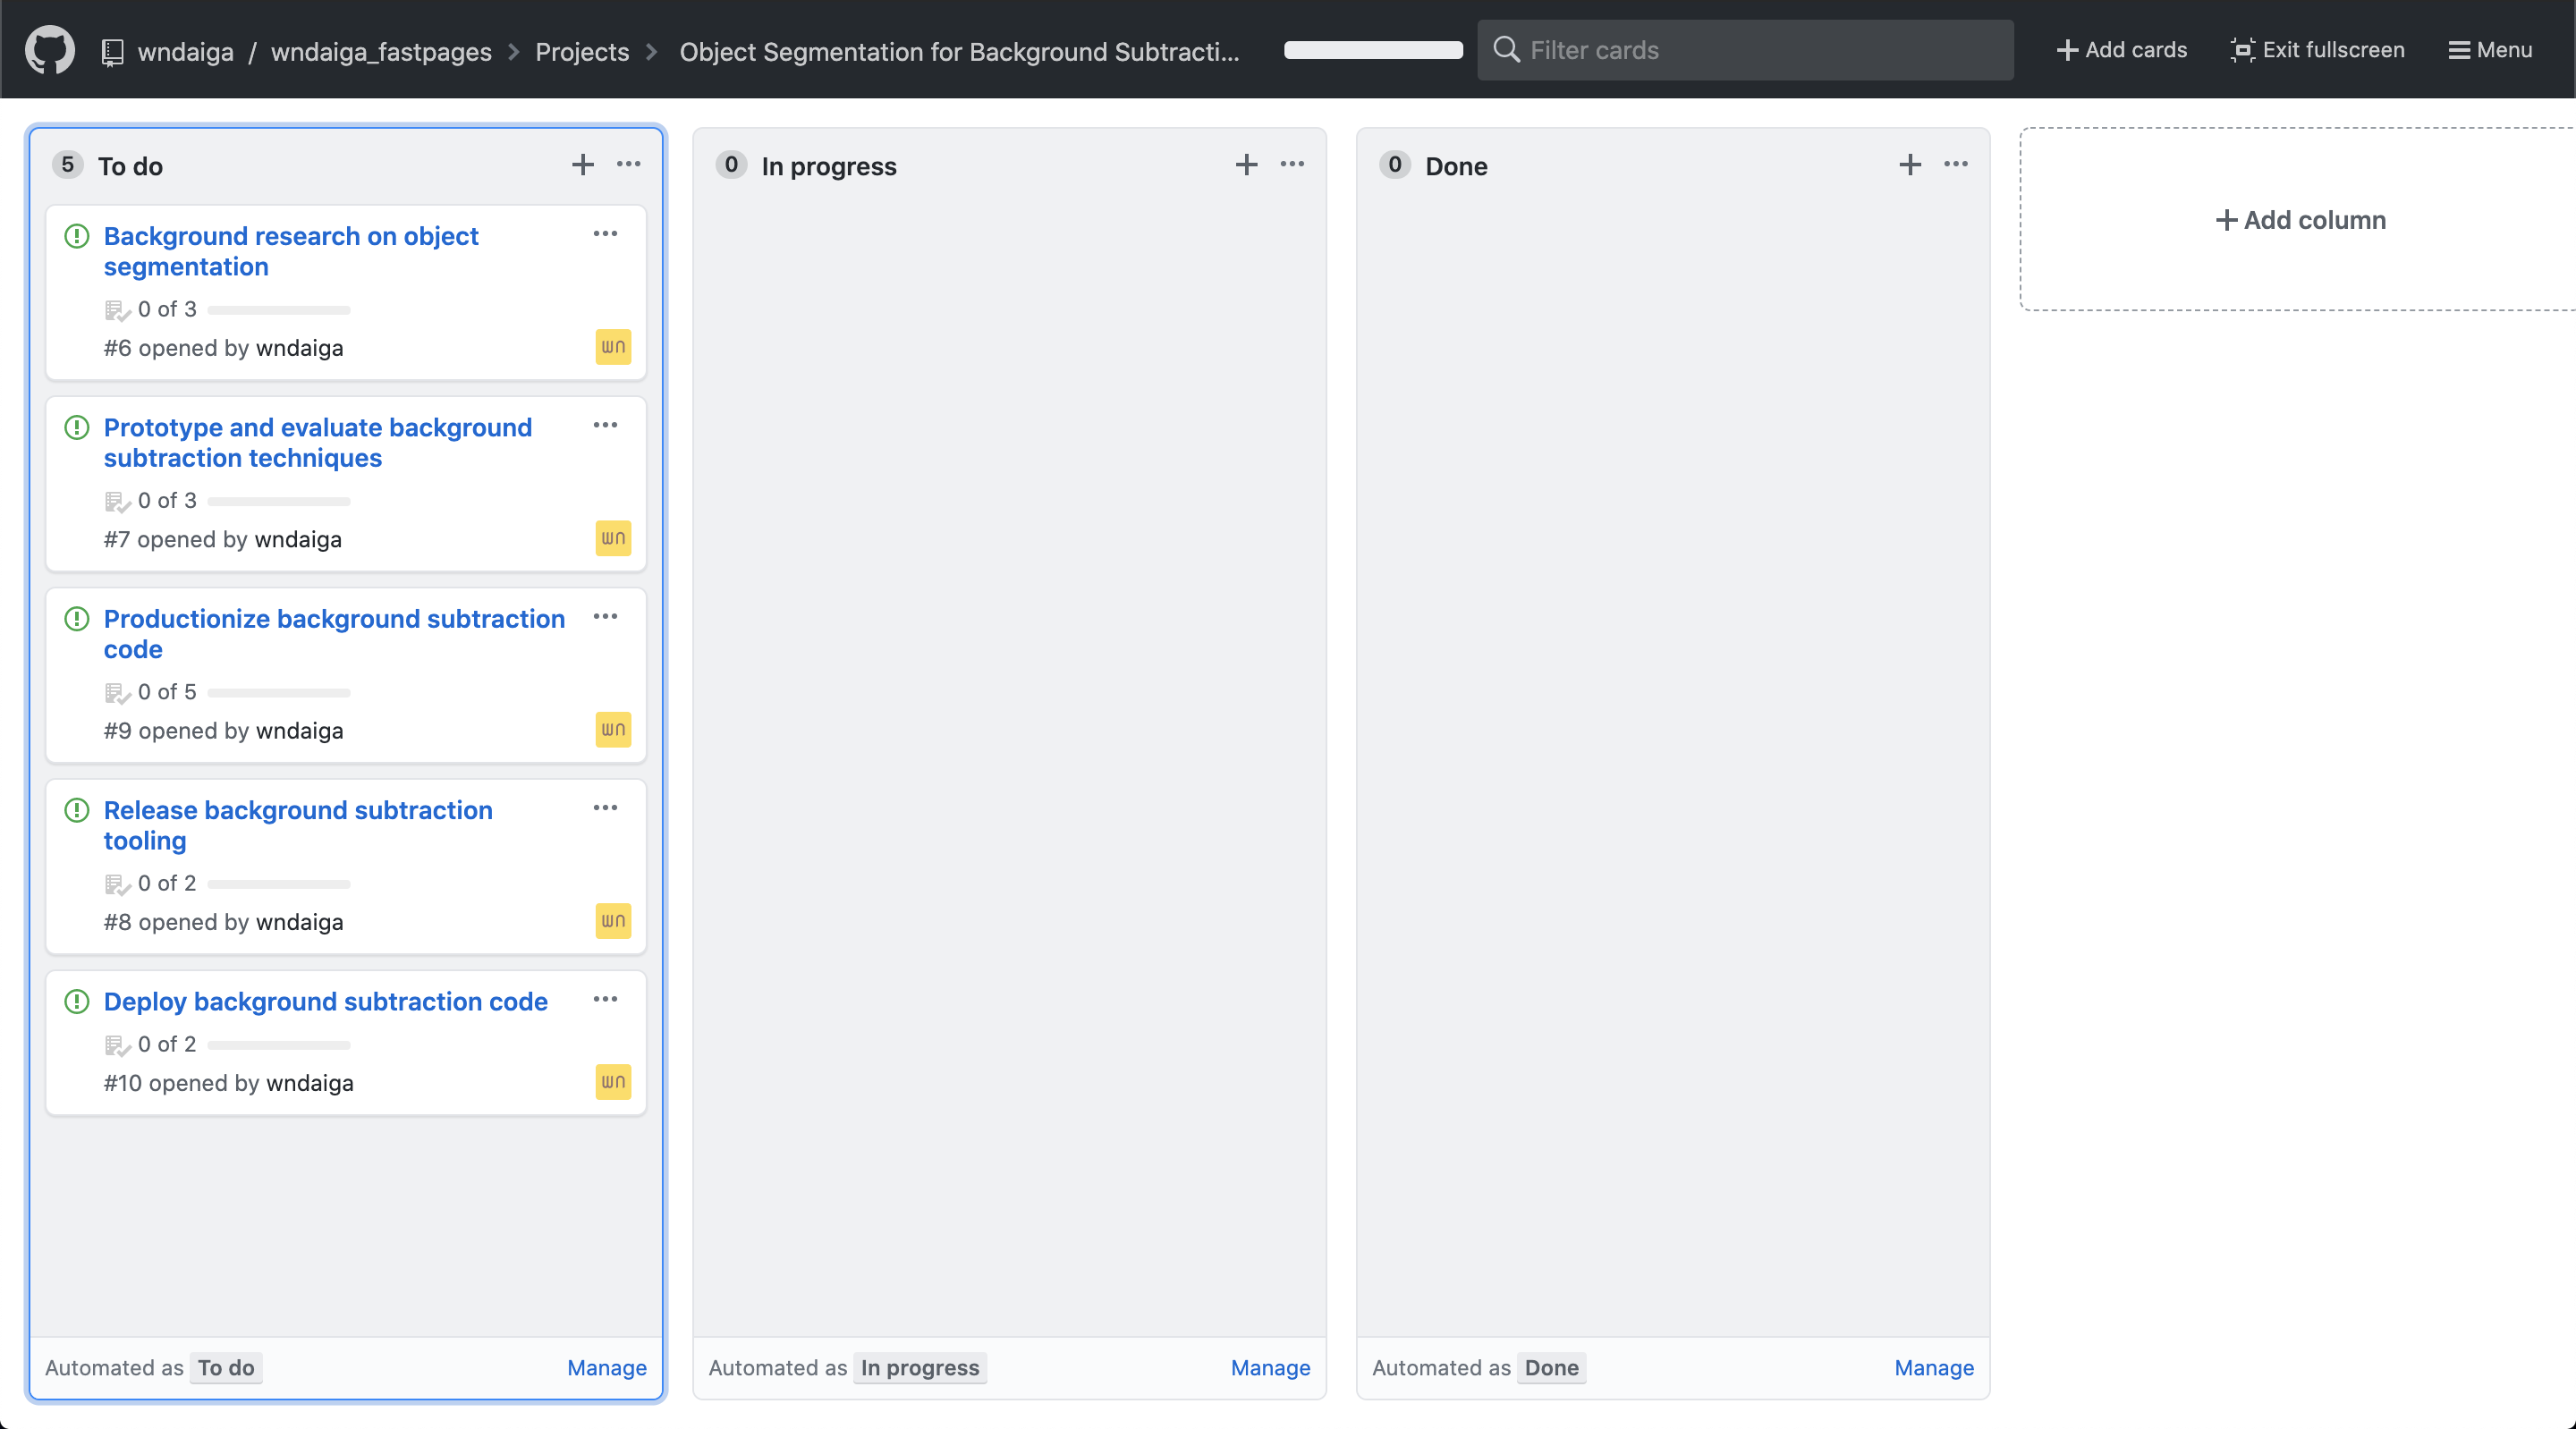 wndaiga / wndaiga_fastpages > Projects > Object Segmentation for Background Subtracti... Filter cards + Add cards Exit fullscreen Menu
5 To do
Background research on object
segmentation
0 of 3
#6 opened by wndaiga
wn
Prototype and evaluate background
subtraction techniques
0 of 3
#7 opened by wndaiga
wn
Productionize background subtraction
code
0 of 5
#9 opened by wndaiga
wn
Release background subtraction
tooling
0 of 2
#8 opened by wndaiga
wn
Deploy background subtraction code
0 of 2
#10 opened by wndaiga
wn
Automated as To do Manage
0 In progress
Automated as In progress Manage
0 Done
Automated as Done Manage
+ Add column